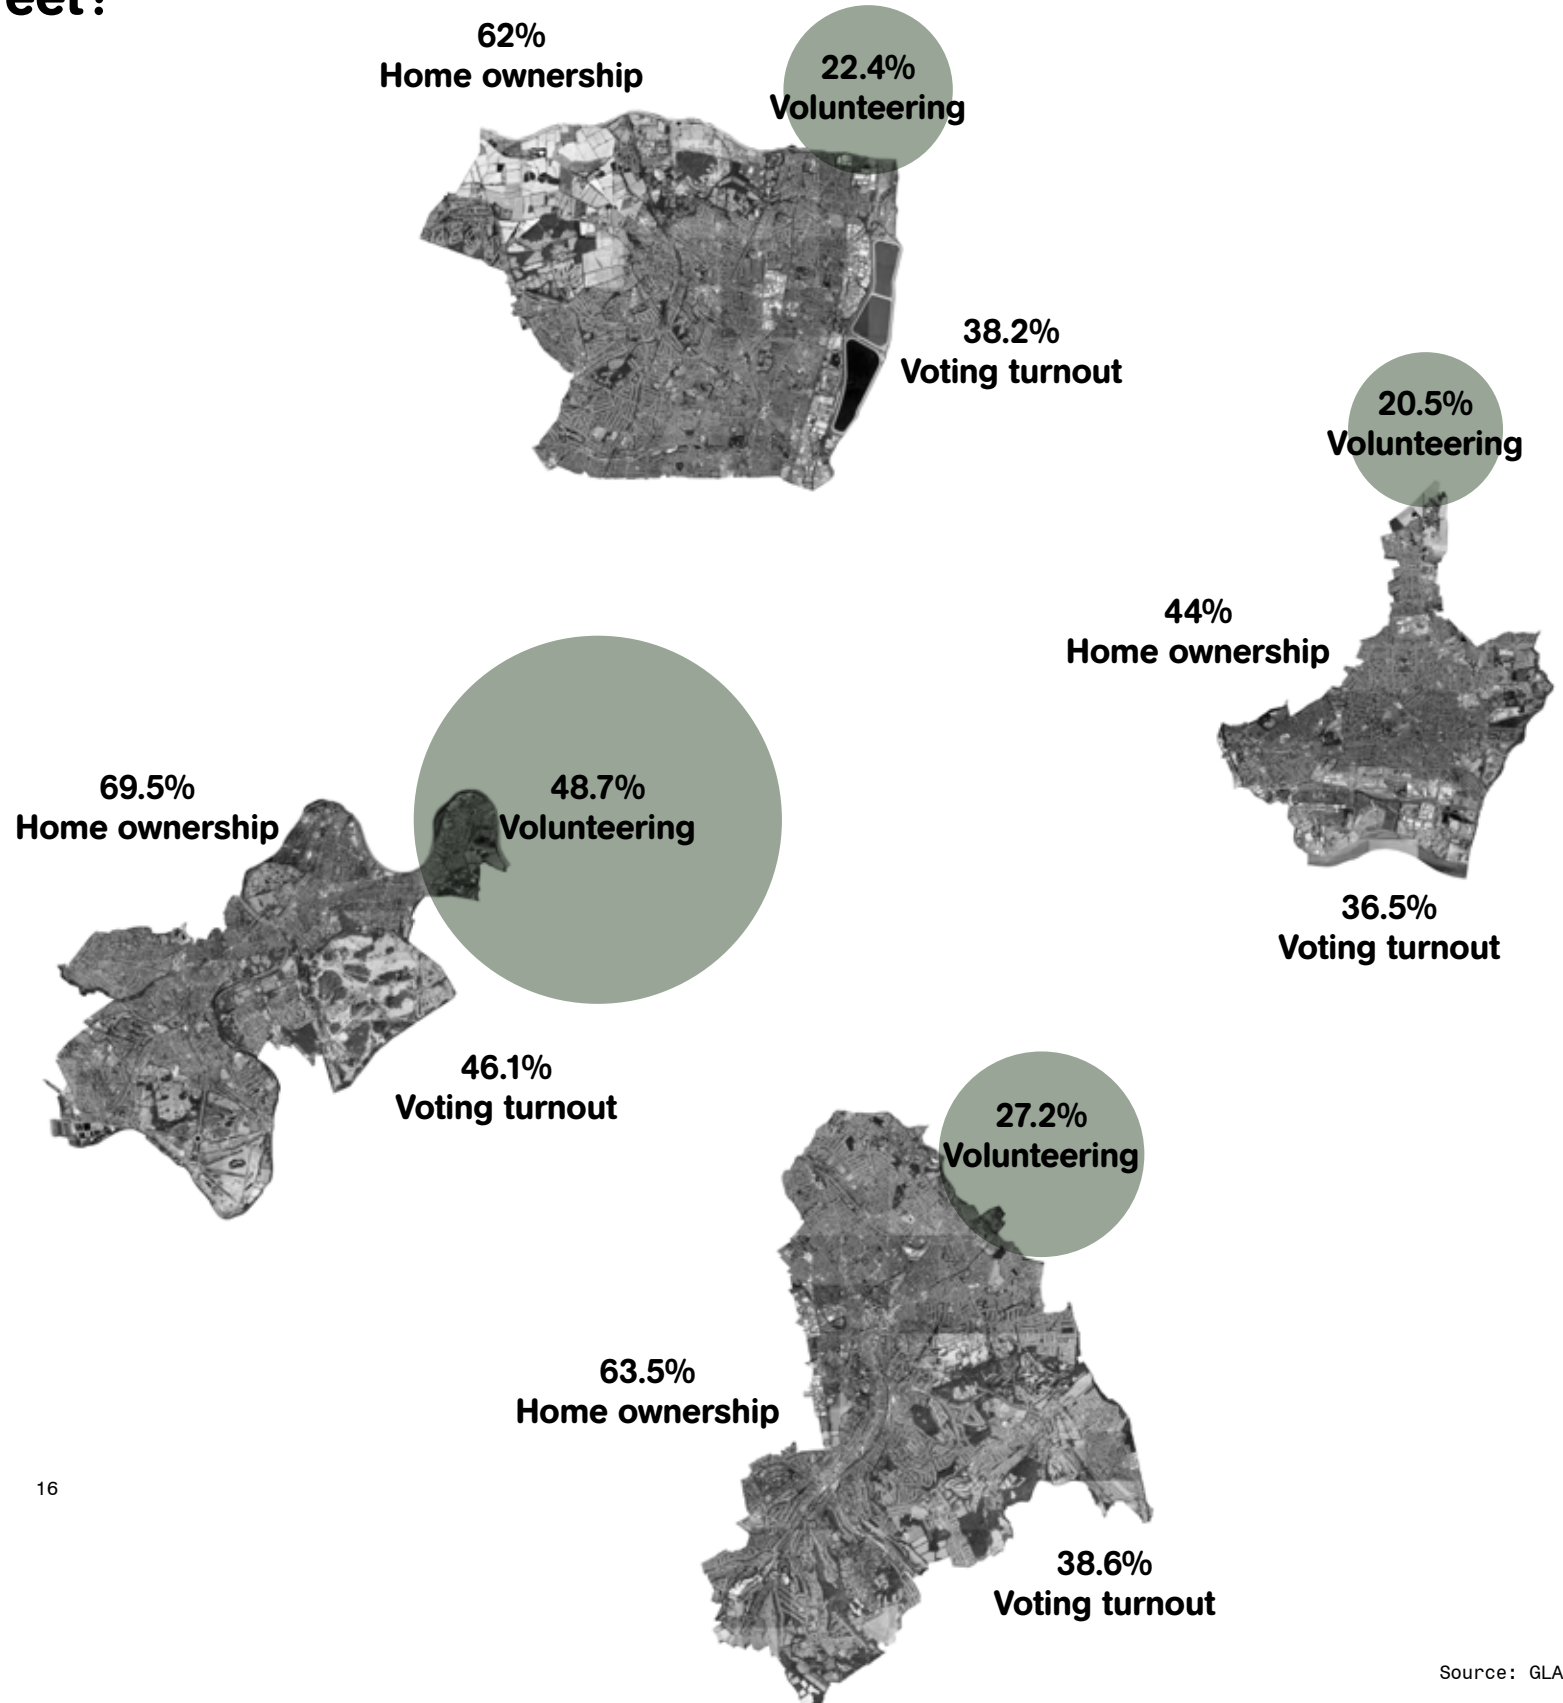 62%
Home ownership
22.4%
Volunteering
38.2%
Voting turnout
20.5%
Volunteering
44%
Home ownership
36.5%
Voting turnout
69.5%
Home ownership
48.7%
Volunteering
46.1%
Voting turnout
27.2%
Volunteering
63.5%
Home ownership
38.6%
Voting turnout
16
Source: GLA